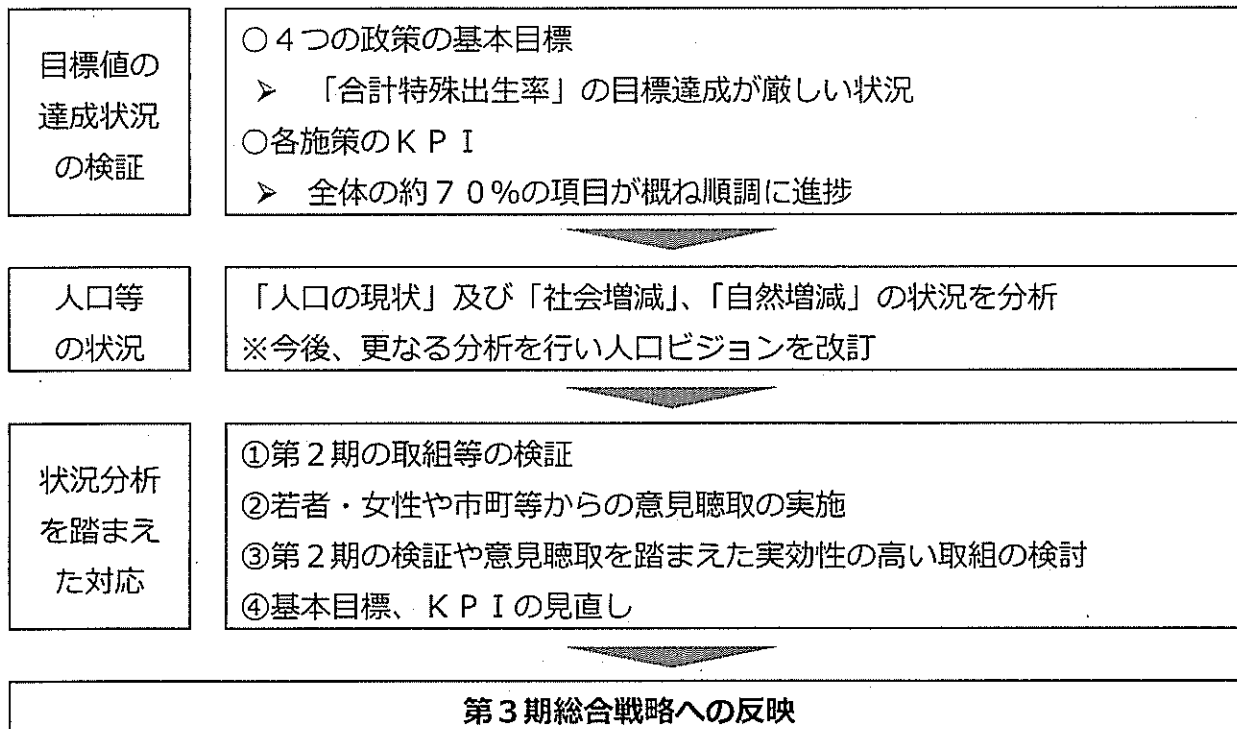 目標値の
達成状況
の検証
○4つの政策の基本目標
➢ 「合計特殊出生率」の目標達成が厳しい状況
○各施策のKPI
➢ 全体の約70%の項目が概ね順調に進捗
人口等
の状況
「人口の現状」及び「社会増減」、「自然増減」の状況を分析
※今後、更なる分析を行い人口ビジョンを改訂
状況分析
を踏まえ
た対応
①第2期の取組等の検証
②若者・女性や市町等からの意見聴取の実施
③第2期の検証や意見聴取を踏まえた実効性の高い取組の検討
④基本目標、KPIの見直し
第3期総合戦略への反映